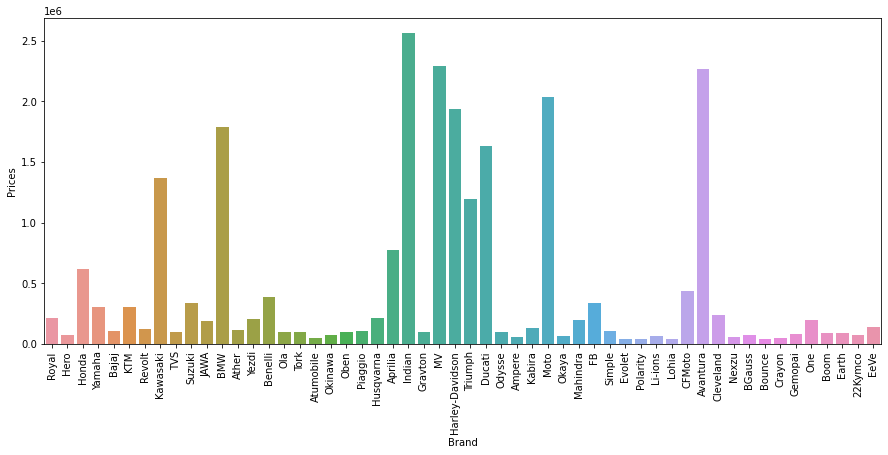 1e6
2.5
2.0
1.5
1.0
0.5
0.0
Prices
Royal
Hero
Honda
Yamaha
Bajaj
KTM
Revolt
Kawasaki
TVS
Suzuki
JAWA
BMW
Ather
Yezdi
Benelli
Ola
Tork
Atumobile
Okinawa
Oben
Piaggio
Husqvarna
Aprilia
Indian
Gravton
MV
Harley-Davidson
Triumph
Ducati
Odysse
Ampere
Kabira
Moto
Okaya
Mahindra
FB
Simple
Evolet
Polarity
Li-ions
Lohia
CFMoto
Avantura
Cleveland
Nexzu
BGauss
Bounce
Crayon
Gemopai
One
Boom
Earth
22Kymco
EeVe
Brand